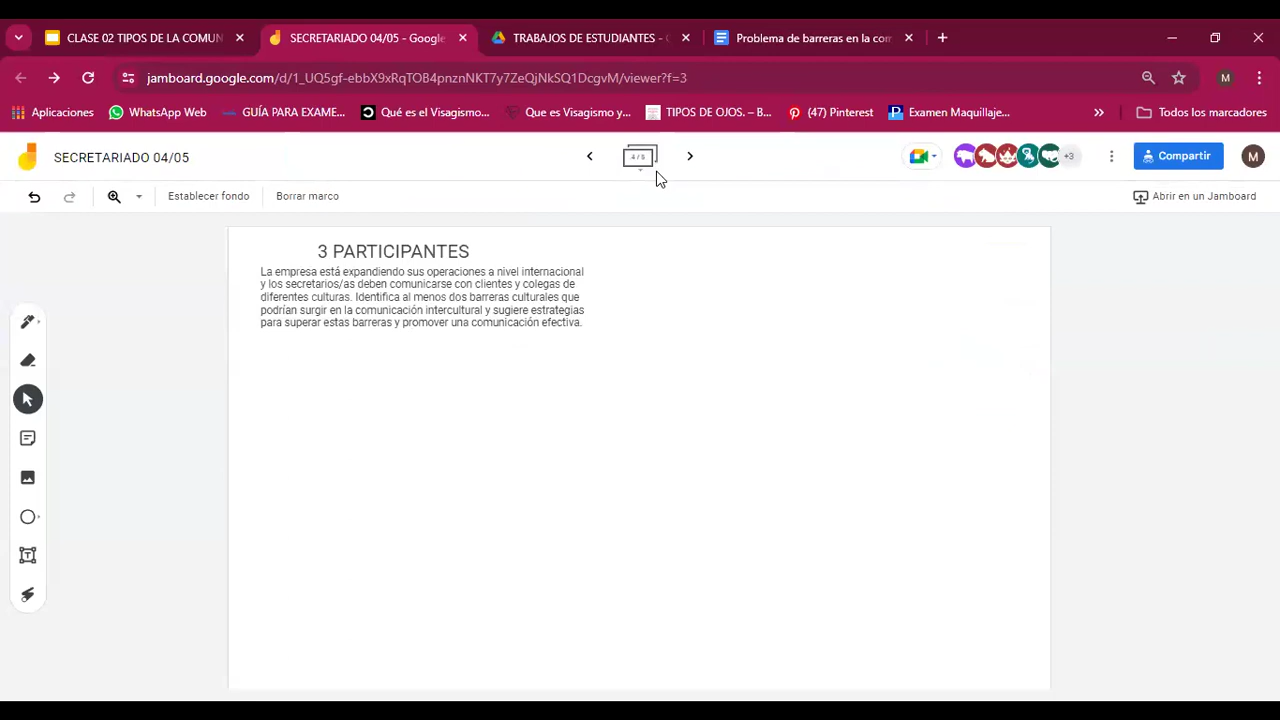 CLASE 02 TIPOS DE LA COMUN
SECRETARIADO 04/05 - Google
TRABAJOS DE ESTUDIANTES - G
Problema de barreras en la com
jamboard.google.com/d/1_UQ5gf-ebbX9xRqTOB4pnznNKT7y7ZeQjNkSQ1DcgvM/viewer?f=3
M
Aplicaciones
WhatsApp Web
GUÍA PARA EXAME...
Qué es el Visagismo...
Que es Visagismo y...
TIPOS DE OJOS. – B...
(47) Pinterest
Examen Maquillaje...
Todos los marcadores
SECRETARIADO 04/05
4 / 5
+3
Compartir
M
Establecer fondo
Borrar marco
Abrir en un Jamboard
3 PARTICIPANTES
La empresa está expandiendo sus operaciones a nivel internacional
y los secretarios/as deben comunicarse con clientes y colegas de
diferentes culturas. Identifica al menos dos barreras culturales que
podrían surgir en la comunicación intercultural y sugiere estrategias
para superar estas barreras y promover una comunicación efectiva.